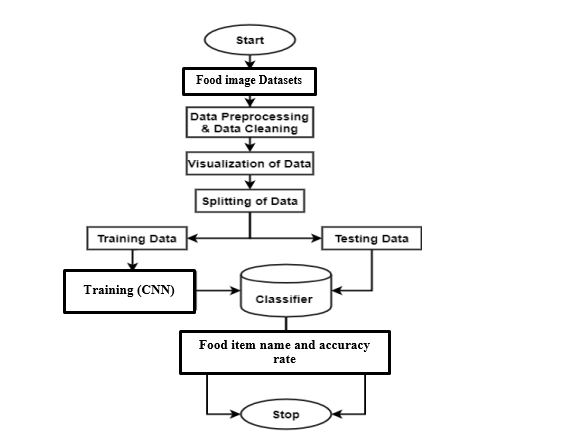 Start
Food image Datasets
Data Preprocessing
& Data Cleaning
Visualization of Data
Splitting of Data
Training Data
Testing Data
Training (CNN)
Classifier
Food item name and accuracy
rate
Stop